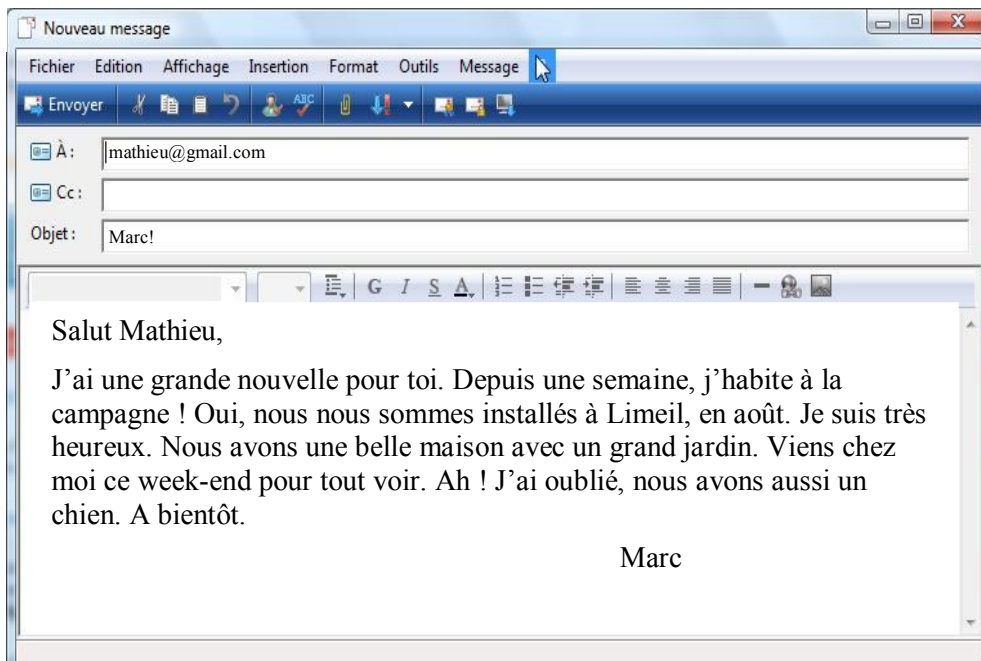 Nouveau message
Fichier Edition Affichage Insertion Format Outils Message
Envoyer ABC
À : mathieu@gmail.com
Cc :
Objet : Marc!
G I S A
Salut Mathieu,
J’ai une grande nouvelle pour toi. Depuis une semaine, j’habite à la
campagne ! Oui, nous nous sommes installés à Limeil, en août. Je suis très
heureux. Nous avons une belle maison avec un grand jardin. Viens chez
moi ce week-end pour tout voir. Ah ! J’ai oublié, nous avons aussi un
chien. A bientôt.
Marc